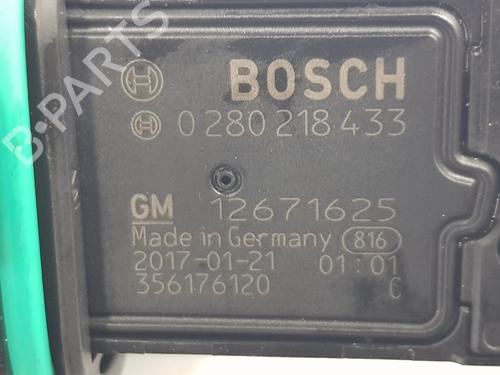 BOSCH
0 280 218 433
GM 12671625
Made in Germany 816
2017-01-21 01:01
356176120 C
B-PARTS